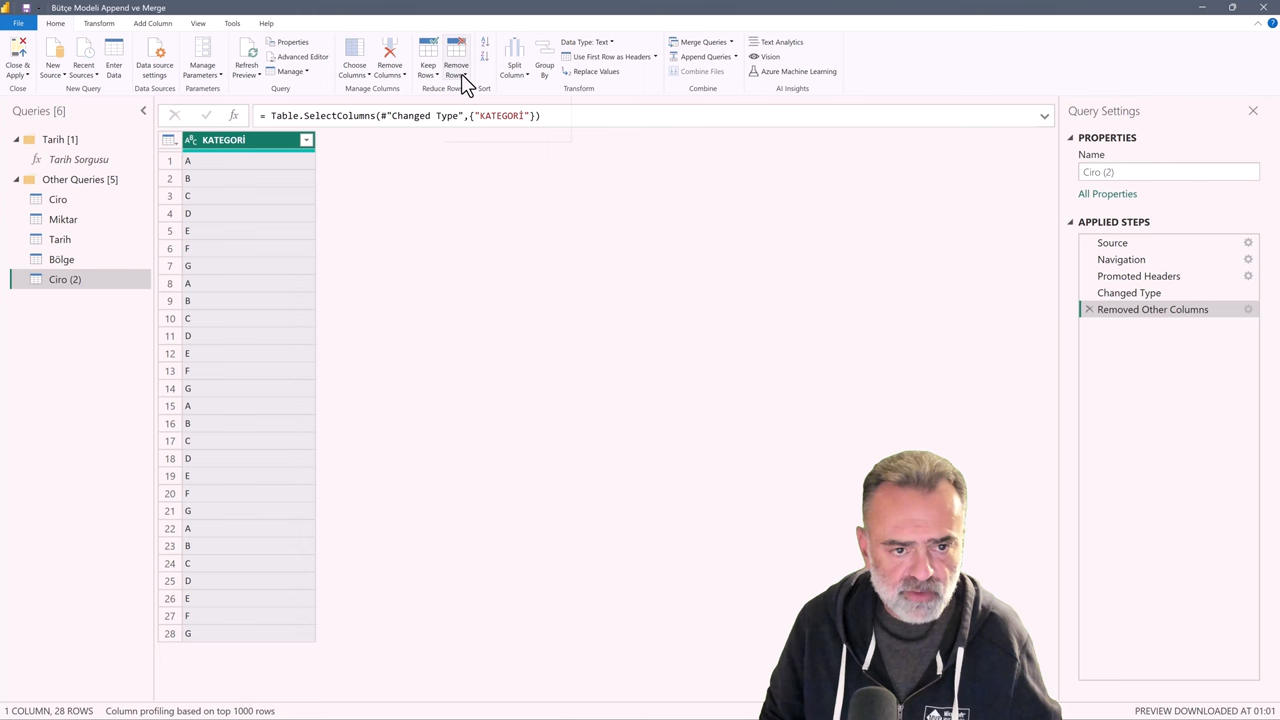 Bütçe Modeli Append ve Merge
File Home Transform Add Column View Tools Help
Close & Apply
New Source
Recent Sources
Enter Data
Data source settings
Manage Parameters
Refresh Preview
Properties
Advanced Editor
Manage
Choose Columns
Remove Columns
Keep Rows
Remove Rows
Split Column
Group By
Data Type: Text
Use First Row as Headers
Replace Values
Merge Queries
Append Queries
Combine Files
Text Analytics
Vision
Azure Machine Learning
Close New Query Data Sources Parameters Query Manage Columns Reduce Rows Sort Transform Combine AI Insights
Queries [6]
Tarih [1]
Tarih Sorgusu
Other Queries [5]
Ciro
Miktar
Tarih
Bölge
Ciro (2)
= Table.SelectColumns(#"Changed Type",{"KATEGORİ"})
KATEGORİ
1 A
2 B
3 C
4 D
5 E
6 F
7 G
8 A
9 B
10 C
11 D
12 E
13 F
14 G
15 A
16 B
17 C
18 D
19 E
20 F
21 G
22 A
23 B
24 C
25 D
26 E
27 F
28 G
Query Settings
PROPERTIES
Name
Ciro (2)
All Properties
APPLIED STEPS
Source
Navigation
Promoted Headers
Changed Type
Removed Other Columns
1 COLUMN, 28 ROWS Column profiling based on top 1000 rows
PREVIEW DOWNLOADED AT 01:01